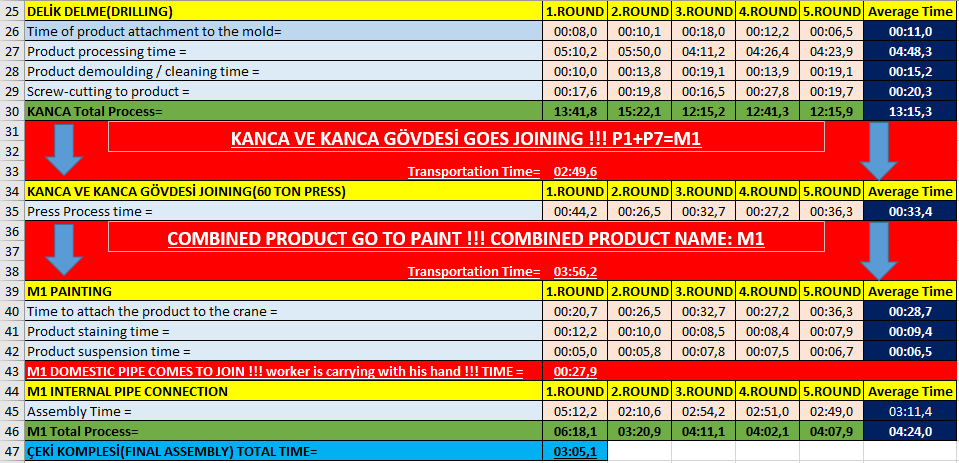 25 DELİK DELME(DRILLING) 1.ROUND 2.ROUND 3.ROUND 4.ROUND 5.ROUND Average Time
26 Time of product attachment to the mold= 00:08,0 00:10,1 00:18,0 00:12,2 00:06,5 00:11,0
27 Product processing time = 05:10,2 05:50,0 04:11,2 04:26,4 04:23,9 04:48,3
28 Product demoulding / cleaning time = 00:10,0 00:13,8 00:19,1 00:13,9 00:19,1 00:15,2
29 Screw-cutting to product = 00:17,6 00:19,8 00:16,5 00:27,8 00:19,7 00:20,3
30 KANCA Total Process= 13:41,8 15:22,1 12:15,2 12:41,3 12:15,9 13:15,3
31
KANCA VE KANCA GÖVDESİ GOES JOINING !!! P1+P7=M1
32
33 Transportation Time= 02:49,6
34 KANCA VE KANCA GÖVDESİ JOINING(60 TON PRESS) 1.ROUND 2.ROUND 3.ROUND 4.ROUND 5.ROUND Average Time
35 Press Process time = 00:44,2 00:26,5 00:32,7 00:27,2 00:36,3 00:33,4
36
COMBINED PRODUCT GO TO PAINT !!! COMBINED PRODUCT NAME: M1
37
38 Transportation Time= 03:56,2
39 M1 PAINTING 1.ROUND 2.ROUND 3.ROUND 4.ROUND 5.ROUND Average Time
40 Time to attach the product to the crane = 00:20,7 00:26,5 00:32,7 00:27,2 00:36,3 00:28,7
41 Product staining time = 00:12,2 00:10,0 00:08,5 00:08,4 00:07,9 00:09,4
42 Product suspension time = 00:05,0 00:05,8 00:07,8 00:07,5 00:06,7 00:06,5
43 M1 DOMESTIC PIPE COMES TO JOIN !!! worker is carrying with his hand !!! TIME = 00:27,9
44 M1 INTERNAL PIPE CONNECTION 1.ROUND 2.ROUND 3.ROUND 4.ROUND 5.ROUND Average Time
45 Assembly Time = 05:12,2 02:10,6 02:54,2 02:51,0 02:49,0 03:11,4
46 M1 Total Process= 06:18,1 03:20,9 04:11,1 04:02,1 04:07,9 04:24,0
47 ÇEKİ KOMPLESİ(FINAL ASSEMBLY) TOTAL TIME= 03:05,1